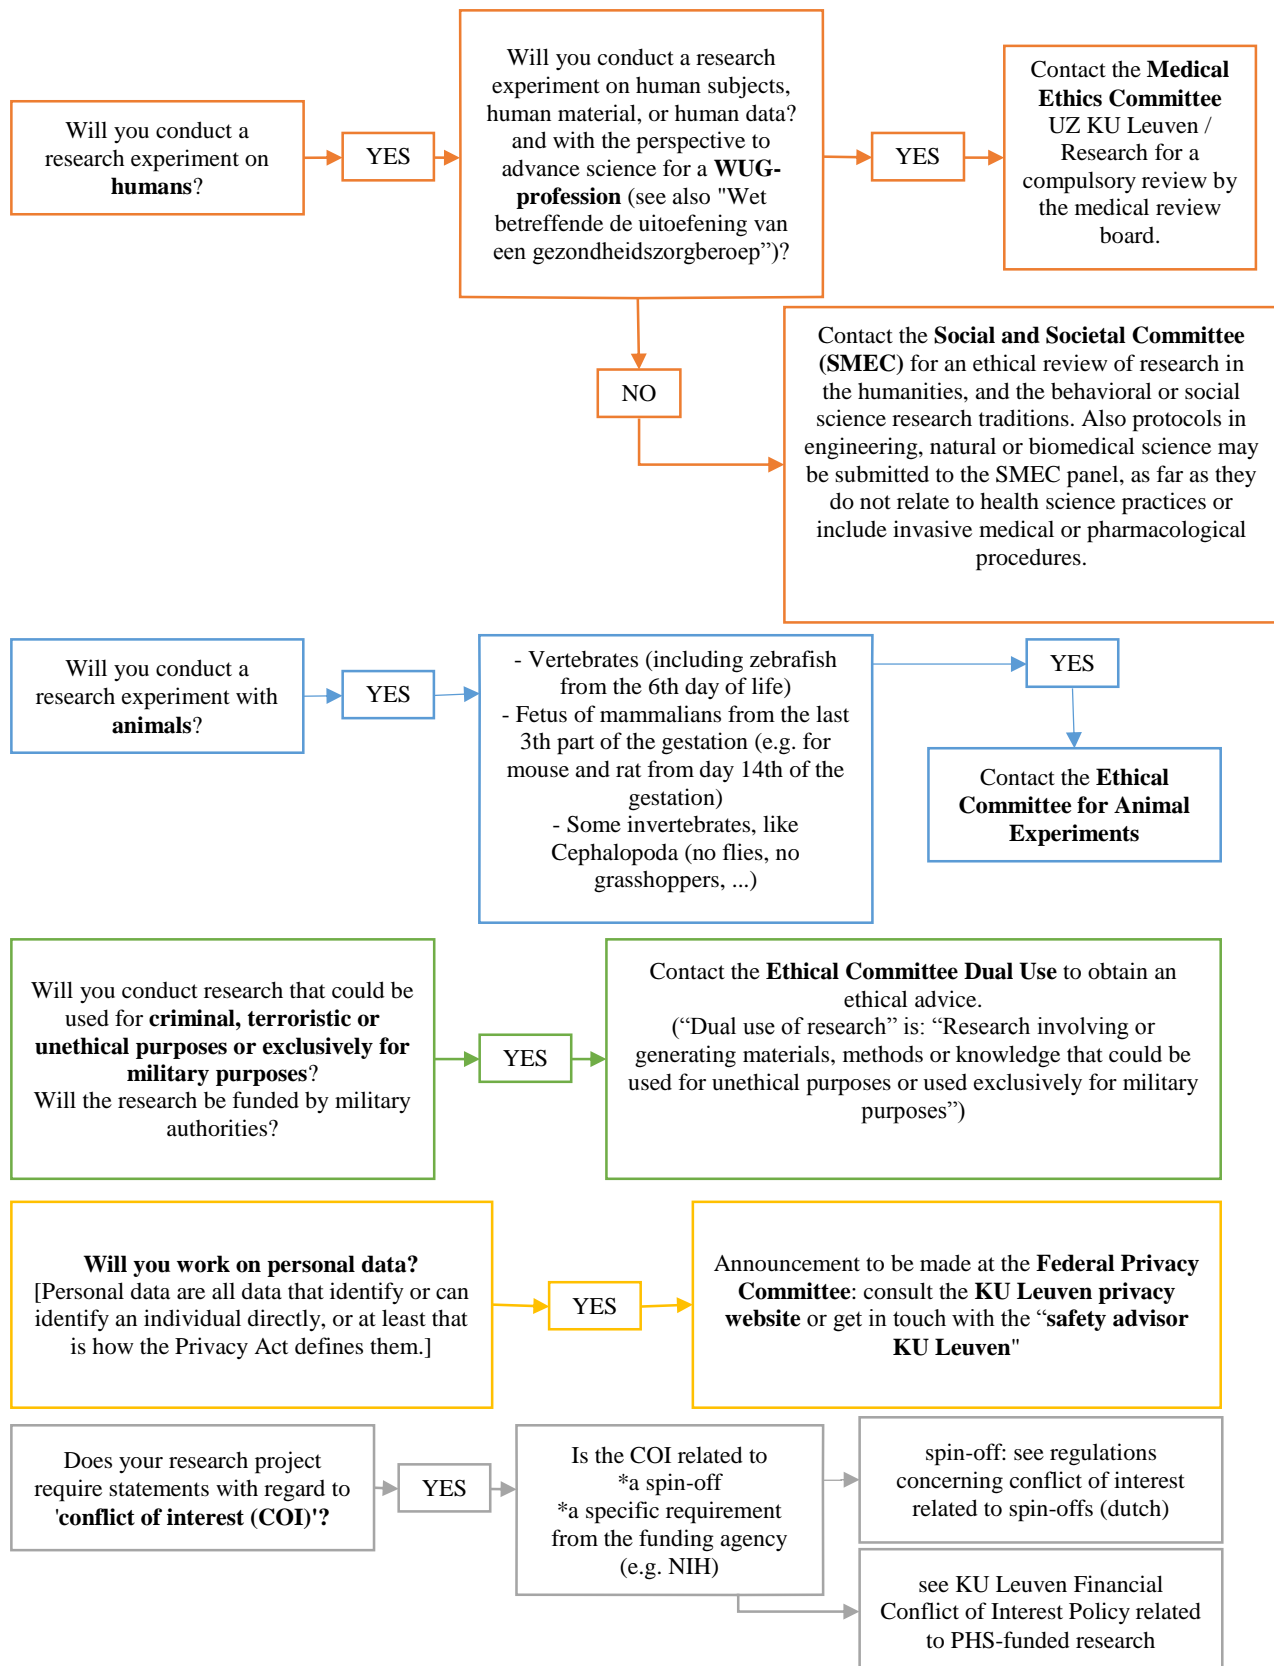 Will you conduct a
research experiment on
humans?
YES
Will you conduct a research
experiment on human subjects,
human material, or human data?
and with the perspective to
advance science for a WUG-
profession (see also "Wet
betreffende de uitoefening van
een gezondheidszorgberoep”)?
YES
Contact the Medical
Ethics Committee
UZ KU Leuven /
Research for a
compulsory review by
the medical review
board.
NO
Contact the Social and Societal Committee
(SMEC) for an ethical review of research in
the humanities, and the behavioral or social
science research traditions. Also protocols in
engineering, natural or biomedical science may
be submitted to the SMEC panel, as far as they
do not relate to health science practices or
include invasive medical or pharmacological
procedures.
Will you conduct a
research experiment with
animals?
YES
- Vertebrates (including zebrafish
from the 6th day of life)
- Fetus of mammalians from the last
3th part of the gestation (e.g. for
mouse and rat from day 14th of the
gestation)
- Some invertebrates, like
Cephalopoda (no flies, no
grasshoppers, ...)
YES
Contact the Ethical
Committee for Animal
Experiments
Will you conduct research that could be
used for criminal, terroristic or
unethical purposes or exclusively for
military purposes?
Will the research be funded by military
authorities?
YES
Contact the Ethical Committee Dual Use to obtain an
ethical advice.
(“Dual use of research” is: “Research involving or
generating materials, methods or knowledge that could be
used for unethical purposes or used exclusively for military
purposes”)
Will you work on personal data?
[Personal data are all data that identify or can
identify an individual directly, or at least that
is how the Privacy Act defines them.]
YES
Announcement to be made at the Federal Privacy
Committee: consult the KU Leuven privacy
website or get in touch with the “safety advisor
KU Leuven"
Does your research project
require statements with regard to
'conflict of interest (COI)'?
YES
Is the COI related to
*a spin-off
*a specific requirement
from the funding agency
(e.g. NIH)
spin-off: see regulations
concerning conflict of interest
related to spin-offs (dutch)
see KU Leuven Financial
Conflict of Interest Policy related
to PHS-funded research